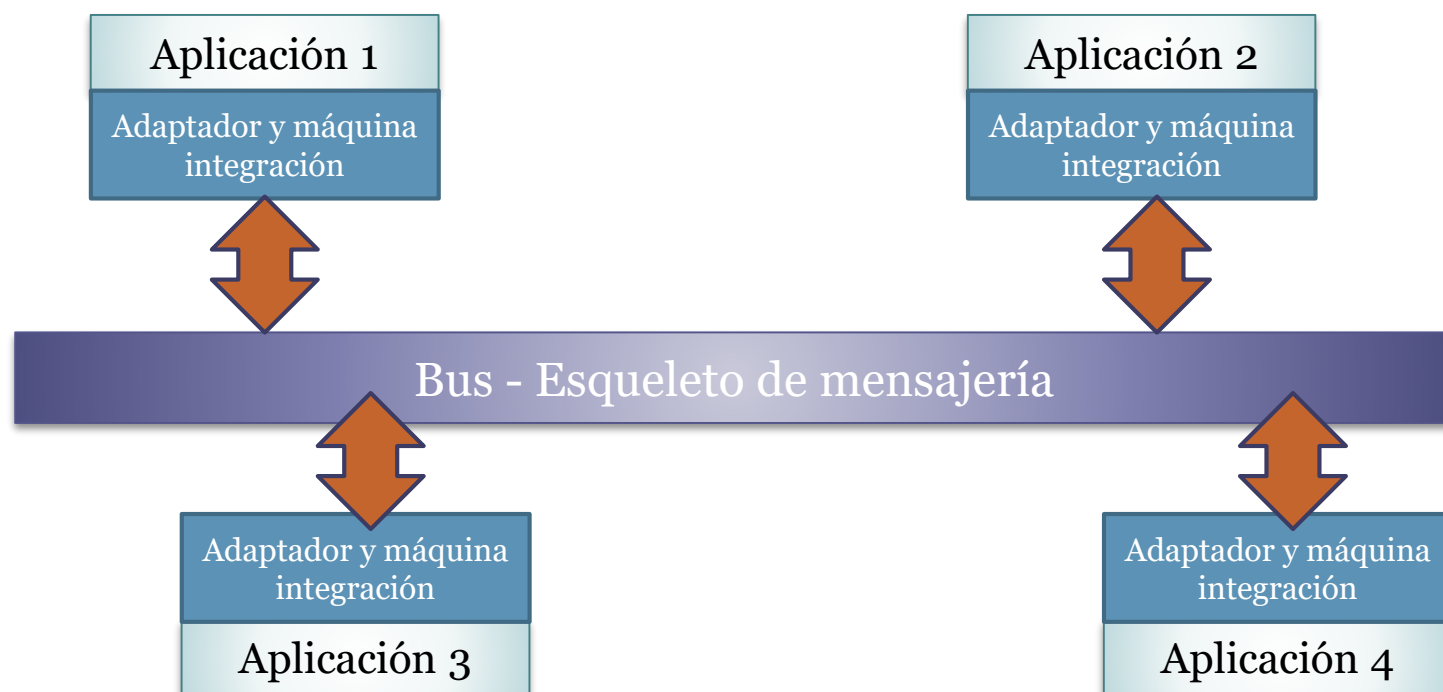 Aplicación 1
Adaptador y máquina
integración
Aplicación 2
Adaptador y máquina
integración
Bus - Esqueleto de mensajería
Adaptador y máquina
integración
Aplicación 3
Adaptador y máquina
integración
Aplicación 4